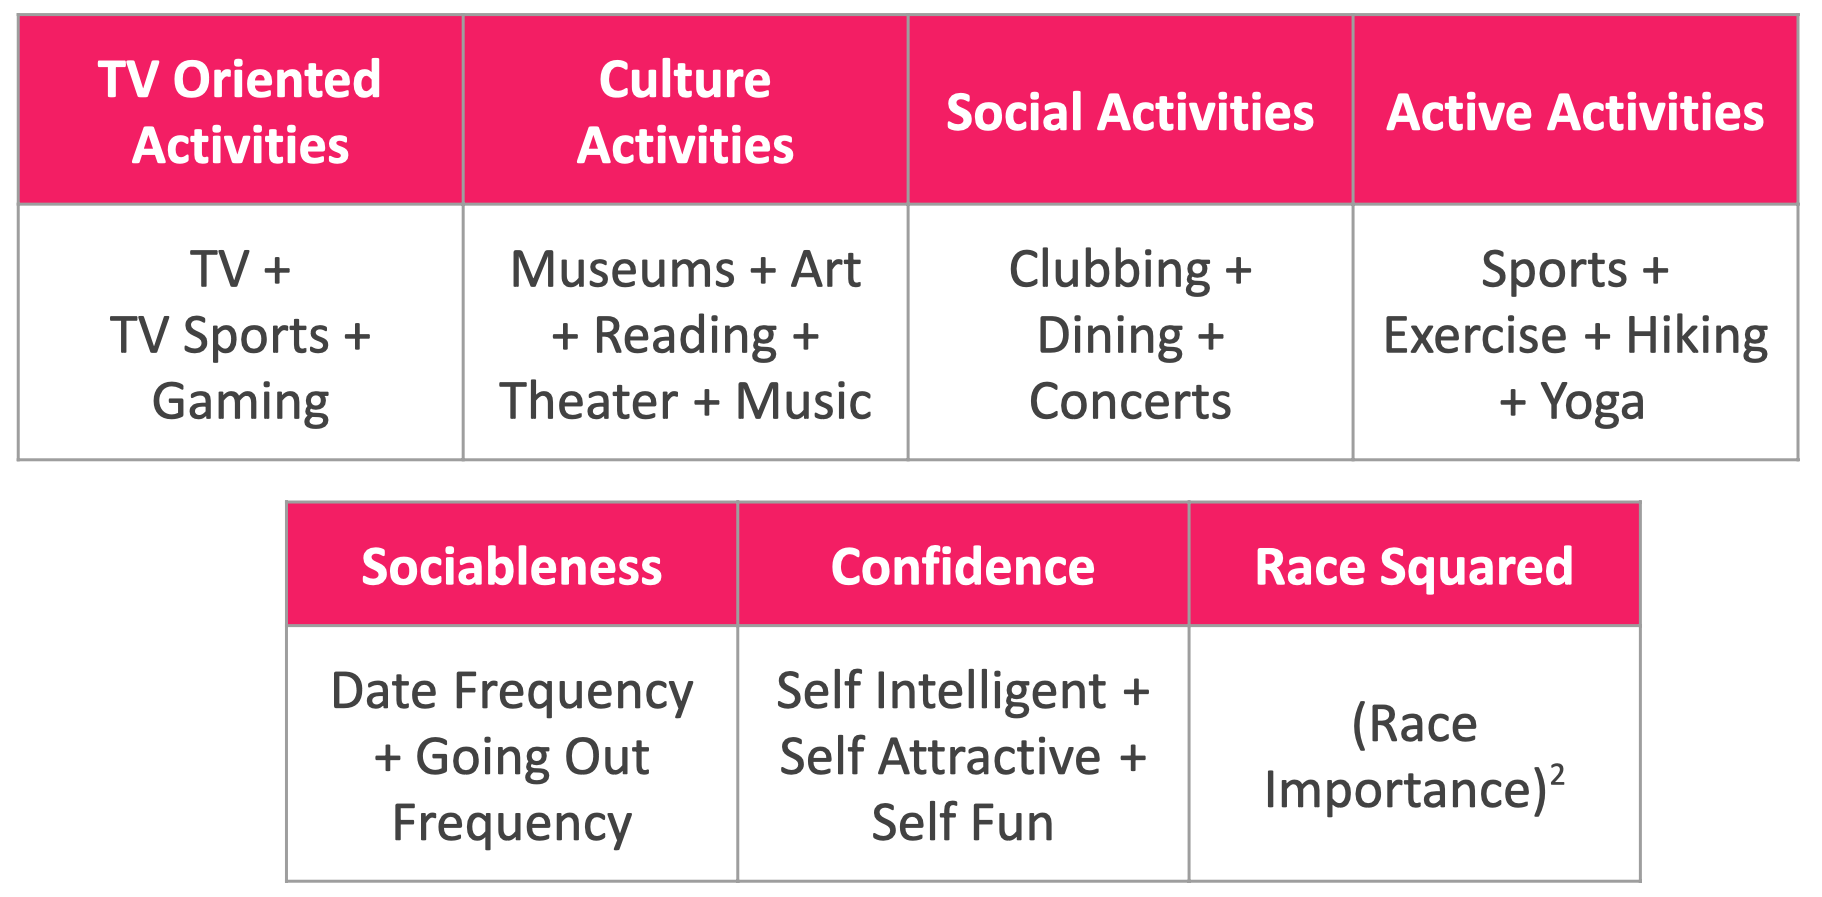 TV Oriented
Activities
Culture
Activities
Social Activities
Active Activities
TV +
TV Sports +
Gaming
Museums + Art
+ Reading +
Theater + Music
Clubbing +
Dining +
Concerts
Sports +
Exercise + Hiking
+ Yoga
Sociableness
Confidence
Race Squared
Date Frequency
+ Going Out
Frequency
Self Intelligent +
Self Attractive +
Self Fun
(Race
Importance)²